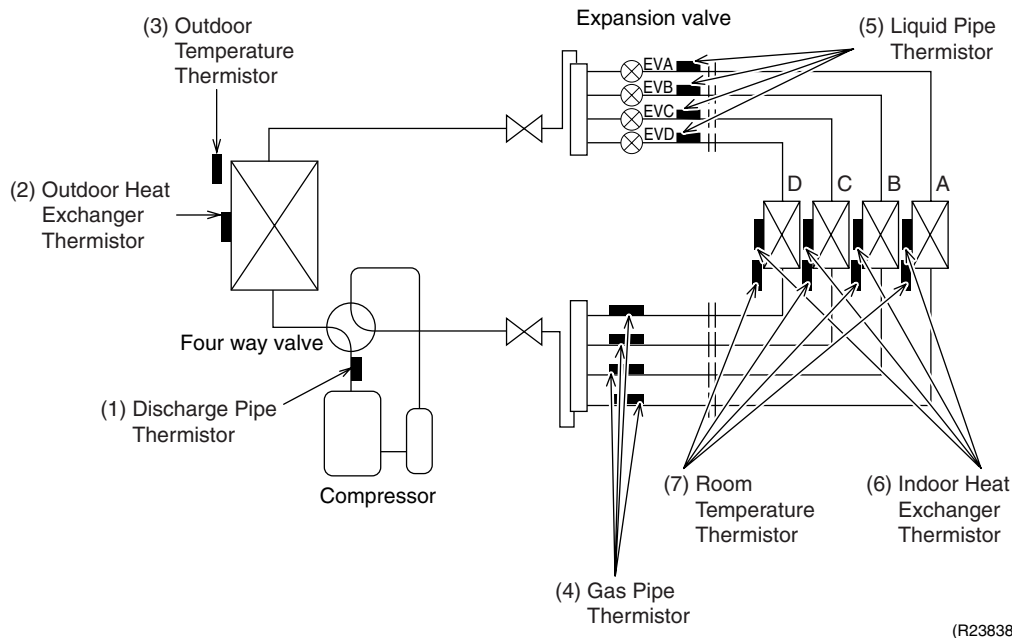 (3) Outdoor
Temperature
Thermistor
Expansion valve
(5) Liquid Pipe
Thermistor
EVA
EVB
EVC
EVD
(2) Outdoor Heat
Exchanger
Thermistor
D C B A
Four way valve
(1) Discharge Pipe
Thermistor
Compressor
(7) Room
Temperature
Thermistor
(6) Indoor Heat
Exchanger
Thermistor
(4) Gas Pipe
Thermistor
(R23838